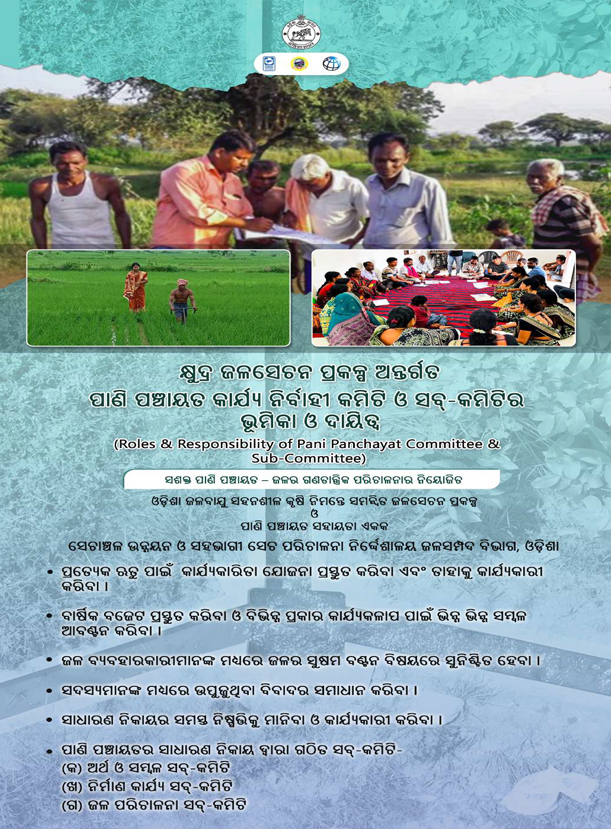 କ୍ଷୁଦ୍ର ଜଳସେଚନ ପ୍ରକଳ୍ପ ଅନ୍ତର୍ଗତ
ପାଣି ପଞ୍ଚାୟତ କାର୍ଯ୍ୟ ନିର୍ବାହୀ କମିଟି ଓ ସବ୍-କମିଟିର
ଭୂମିକା ଓ ଦାୟିତ୍ଵ
(Roles & Responsibility of Pani Panchayat Committee &
Sub-Committee)
ସଶକ୍ତ ପାଣି ପଞ୍ଚାୟତ – ଜଳର ଗଣତାନ୍ତ୍ରିକ ପରିଚାଳନାର ନିୟୋଜିତ
ଓଡ଼ିଶା ଜଳବାୟୁ ସହନଶୀଳ କୃଷି ନିମନ୍ତେ ସମନ୍ବିତ ଜଳସେଚନ ପ୍ରକଳ୍ପ
ଓ
ପାଣି ପଞ୍ଚାୟତ ସହାୟତା ଏକକ
ସେଚାଞ୍ଚଳ ଉନ୍ନୟନ ଓ ସହଭାଗୀ ସେଚ ପରିଚାଳନା ନିର୍ଦ୍ଦେଶାଳୟ ଜଳସମ୍ପଦ ବିଭାଗ, ଓଡ଼ିଶା
• ପ୍ରତ୍ୟେକ ଋତୁ ପାଇଁ କାର୍ଯ୍ୟକାରିତା ଯୋଜନା ପ୍ରସ୍ତୁତ କରିବା ଏବଂ ତାହାକୁ କାର୍ଯ୍ୟକାରୀ
କରିବା ।
• ବାର୍ଷିକ ବଜେଟ ପ୍ରସ୍ତୁତ କରିବା ଓ ବିଭିନ୍ନ ପ୍ରକାର କାର୍ଯ୍ୟକଳାପ ପାଇଁ ଭିନ୍ନ ଭିନ୍ନ ସମ୍ବଳ
ଆବଣ୍ଟନ କରିବା ।
• ଜଳ ବ୍ୟବହାରକାରୀମାନଙ୍କ ମଧ୍ୟରେ ଜଳର ସୁଷମ ବଣ୍ଟନ ବିଷୟରେ ସୁନିଶ୍ଚିତ ହେବା ।
• ସଦସ୍ୟମାନଙ୍କ ମଧ୍ୟରେ ଉପୁଜୁଥିବା ବିବାଦର ସମାଧାନ କରିବା ।
• ସାଧାରଣ ନିକାୟର ସମସ୍ତ ନିଷ୍ପତ୍ତିକୁ ମାନିବା ଓ କାର୍ଯ୍ୟକାରୀ କରିବା ।
• ପାଣି ପଞ୍ଚାୟତର ସାଧାରଣ ନିକାୟ ଦ୍ଵାରା ଗଠିତ ସବ୍-କମିଟି-
(କ) ଅର୍ଥ ଓ ସମ୍ବଳ ସବ୍-କମିଟି
(ଖ) ନିର୍ମାଣ କାର୍ଯ୍ୟ ସବ୍-କମିଟି
(ଗ) ଜଳ ପରିଚାଳନା ସବ୍-କମିଟି